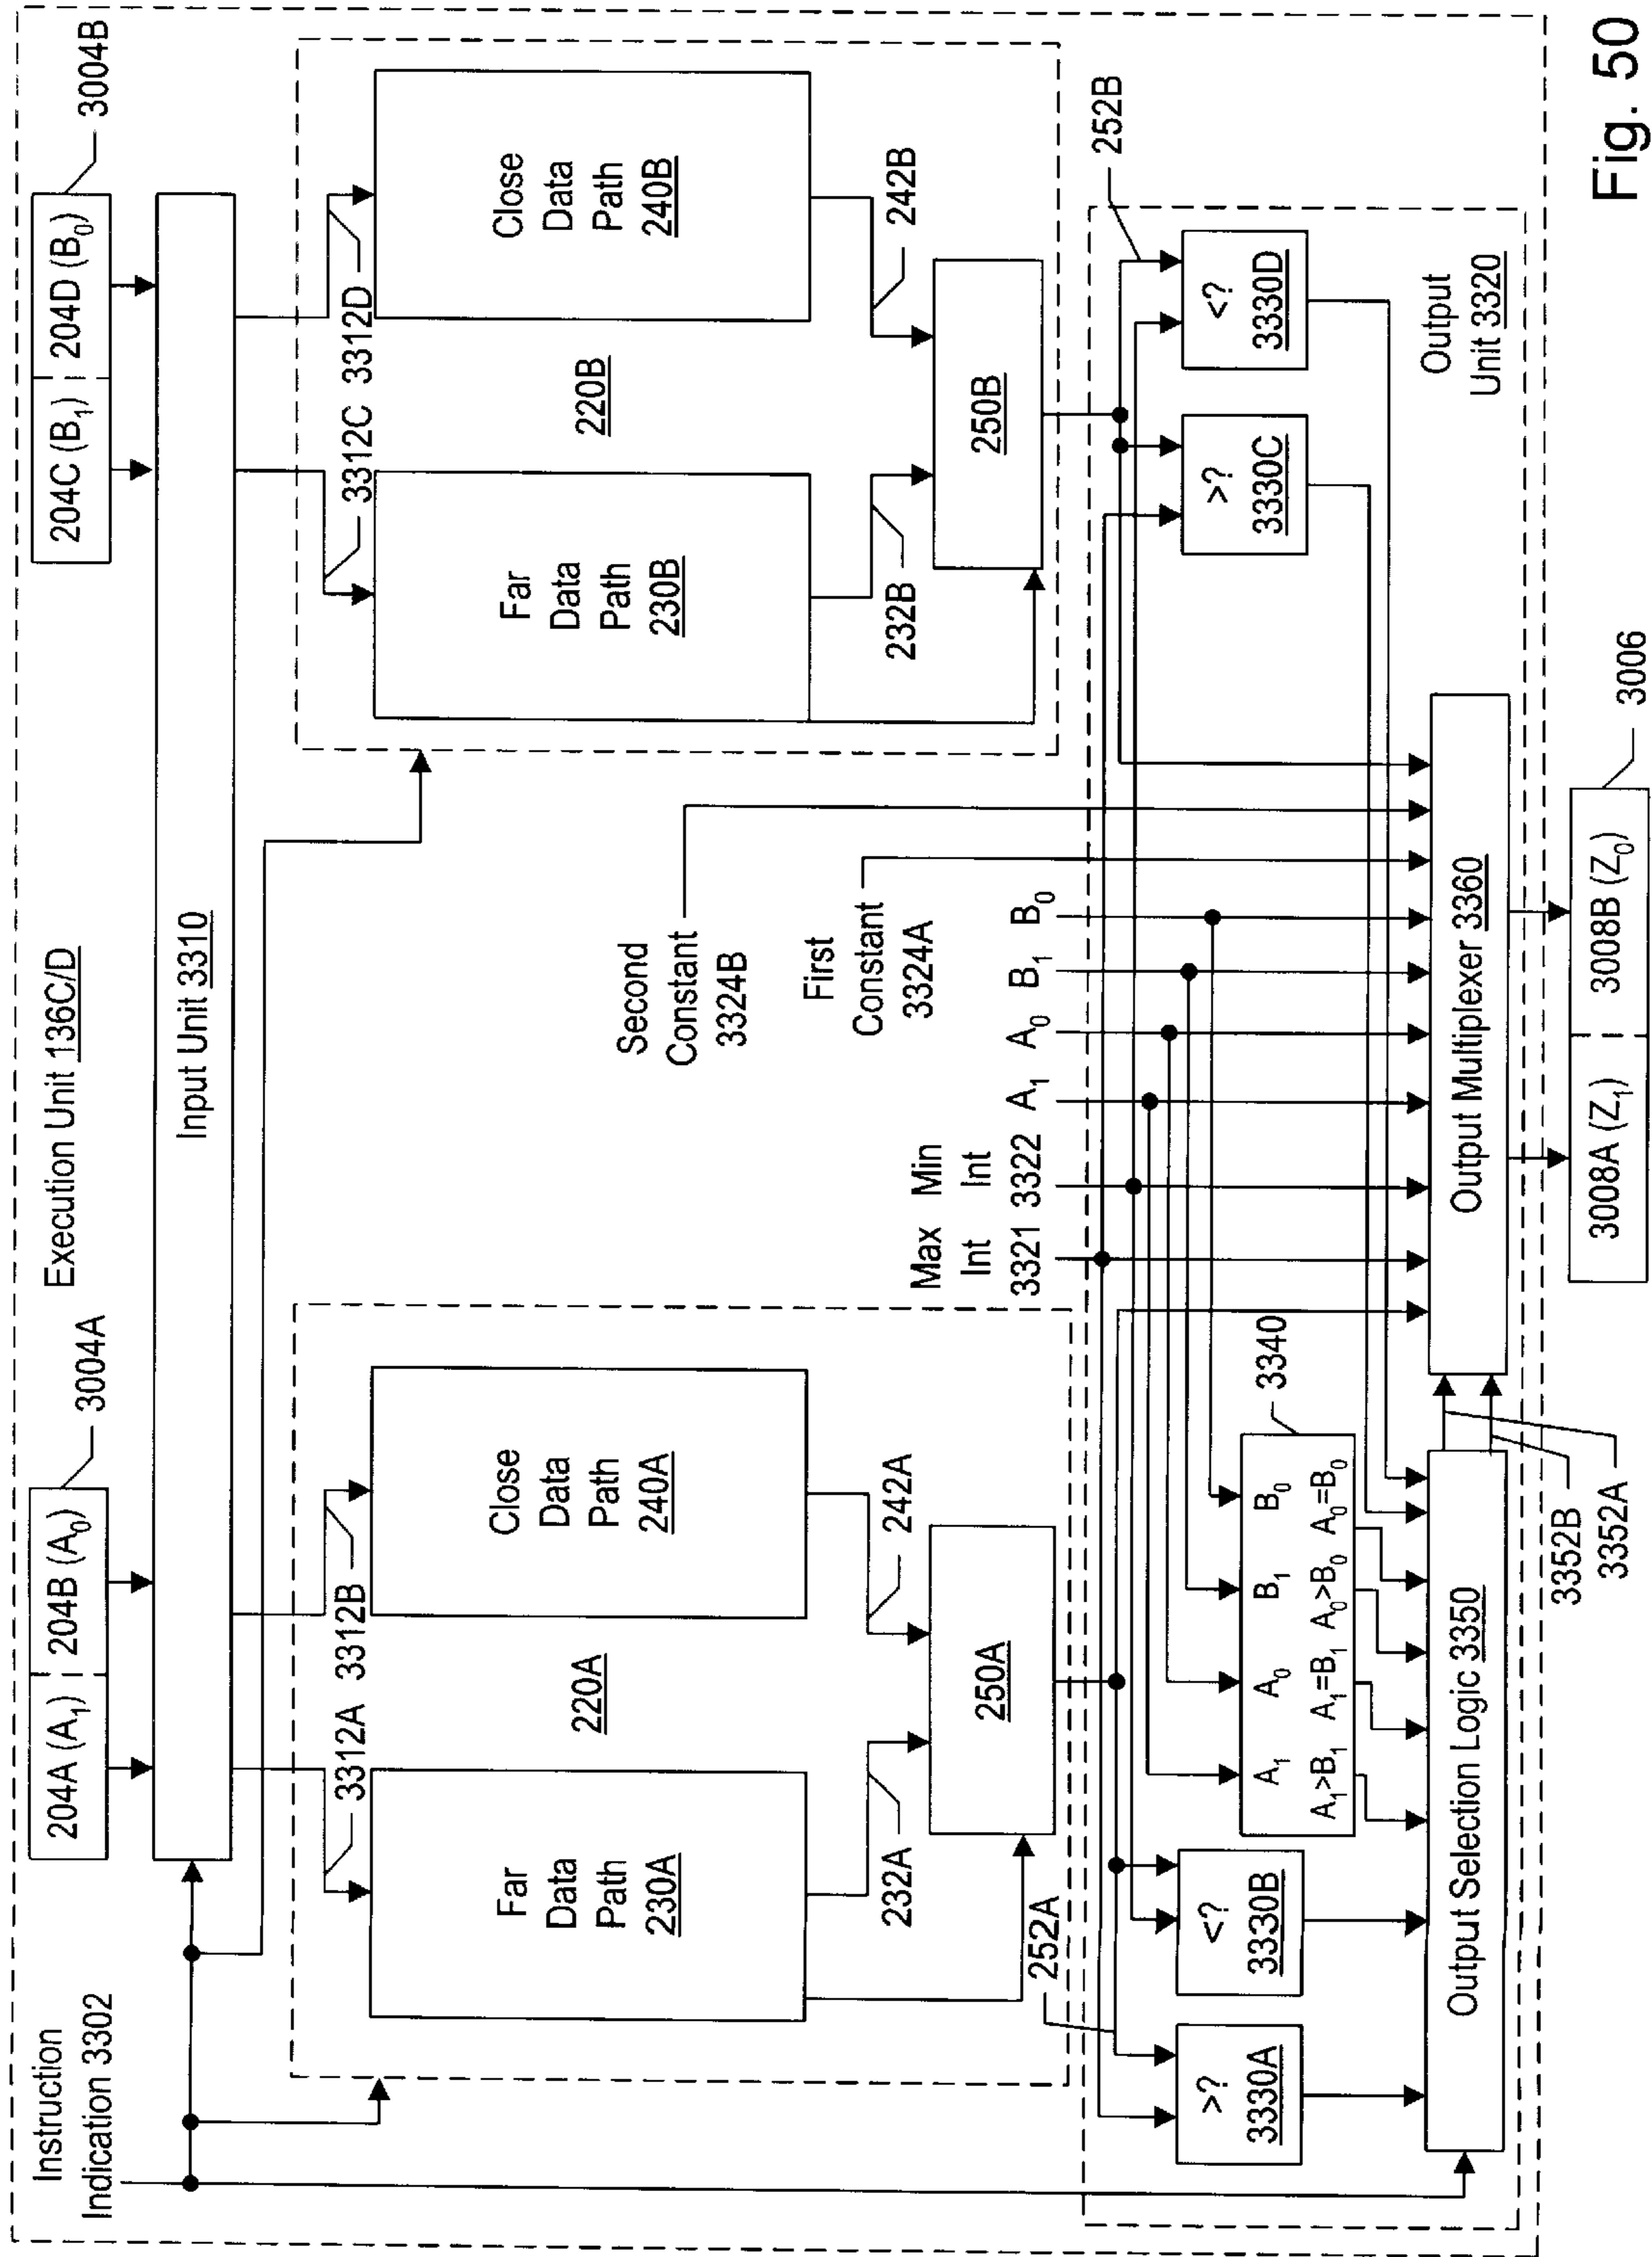 Instruction
Indication 3302
Execution Unit 136C/D
204A (A₁) 204B (A₀)
3004A
204C (B₁) 204D (B₀)
3004B
Input Unit 3310
3312A 3312B
3312C 3312D
Far
Data
Path
230A
220A
Close
Data
Path
240A
Far
Data
Path
230B
220B
Close
Data
Path
240B
232A
242A
232B
242B
250A
250B
252A
252B
Max
Int
3321
Min
Int
3322
A₁
A₀
B₁
B₀
First
Constant
3324A
Second
Constant
3324B
>?
3330A
<?
3330B
3340
A₁ A₀ B₁ B₀
A₁>B₁ A₁=B₁ A₀>B₀ A₀=B₀
>?
3330C
<?
3330D
Output
Unit 3320
Output Selection Logic 3350
3352B
3352A
Output Multiplexer 3360
3008A (Z₁) 3008B (Z₀)
3006
Fig. 50